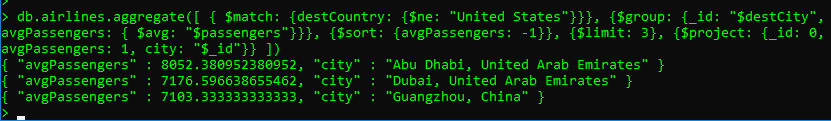 > db.airlines.aggregate([ { $match: {destCountry: {$ne: "United States"}}}, {$group: {_id: "$destCity",
avgPassengers: { $avg: "$passengers"}}}, {$sort: {avgPassengers: -1}}, {$limit: 3}, {$project: {_id: 0,
avgPassengers: 1, city: "$_id"}} ])
{ "avgPassengers" : 8052.380952380952, "city" : "Abu Dhabi, United Arab Emirates" }
{ "avgPassengers" : 7176.596638655462, "city" : "Dubai, United Arab Emirates" }
{ "avgPassengers" : 7103.333333333333, "city" : "Guangzhou, China" }
>